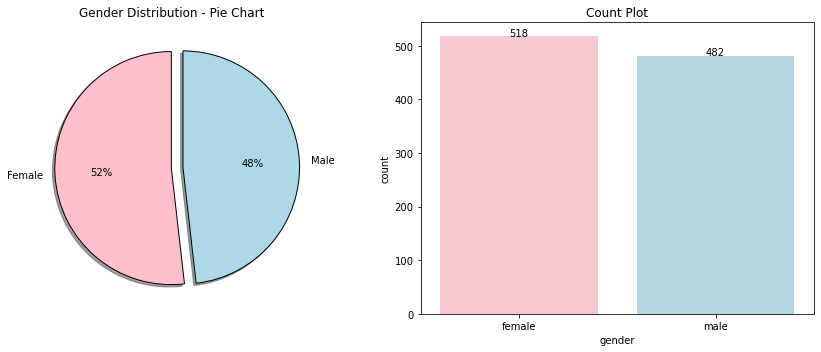 Gender Distribution - Pie Chart
Female
52%
48%
Male
Count Plot
count
500
400
300
200
100
0
518
482
female
male
gender